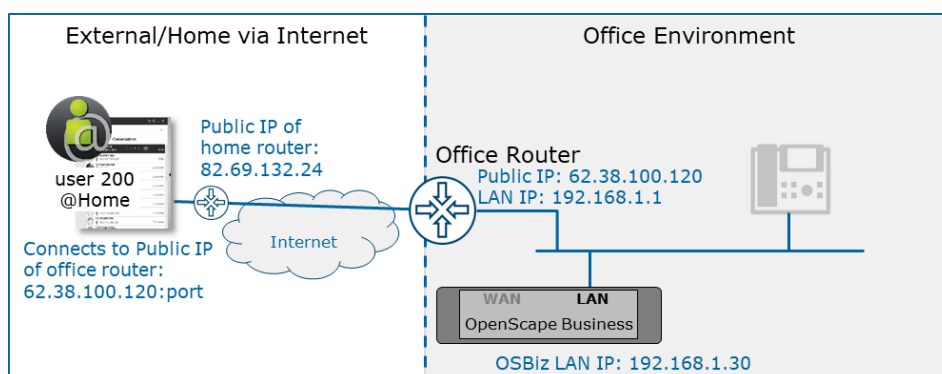 External/Home via Internet
Office Environment
@
user 200
@Home
Public IP of
home router:
82.69.132.24
Internet
Connects to Public IP
of office router:
62.38.100.120:port
Office Router
Public IP: 62.38.100.120
LAN IP: 192.168.1.1
WAN LAN
OpenScape Business
OSBiz LAN IP: 192.168.1.30